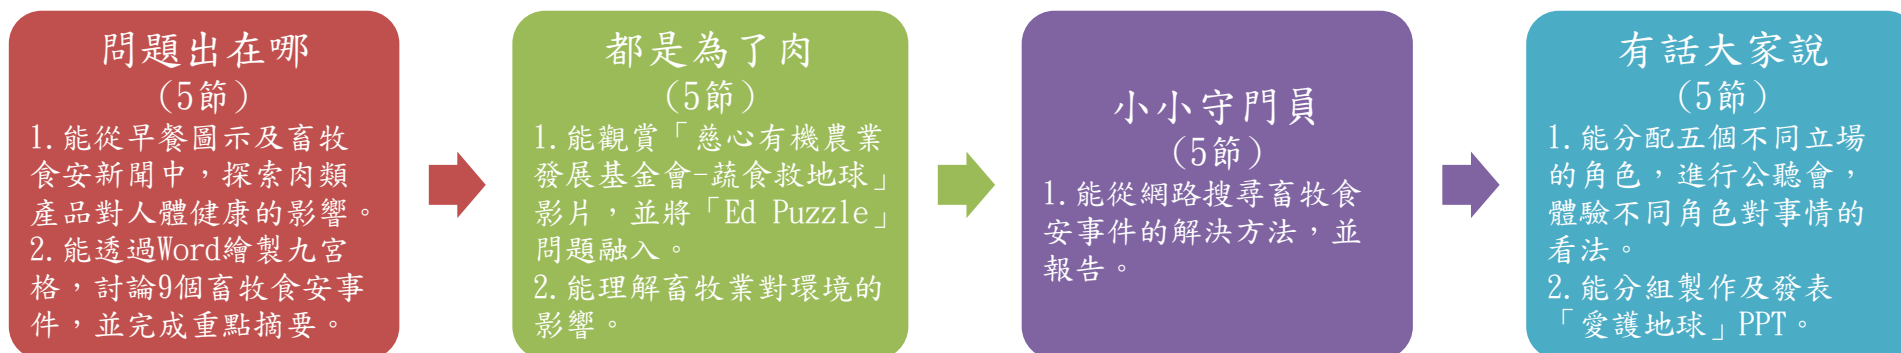 問題出在哪
(5節)
1.能從早餐圖示及畜牧
食安新聞中，探索肉類
產品對人體健康的影響。
2.能透過Word繪製九宮
格，討論9個畜牧食安事
件，並完成重點摘要。
都是為了肉
(5節)
1.能觀賞「慈心有機農業
發展基金會-蔬食救地球」
影片，並將「Ed Puzzle」
問題融入。
2.能理解畜牧業對環境的
影響。
小小守門員
(5節)
1.能從網路搜尋畜牧食
安事件的解決方法，並
報告。
有話大家說
(5節)
1.能分配五個不同立場
的角色，進行公聽會，
體驗不同角色對事情的
看法。
2.能分組製作及發表
「愛護地球」PPT。